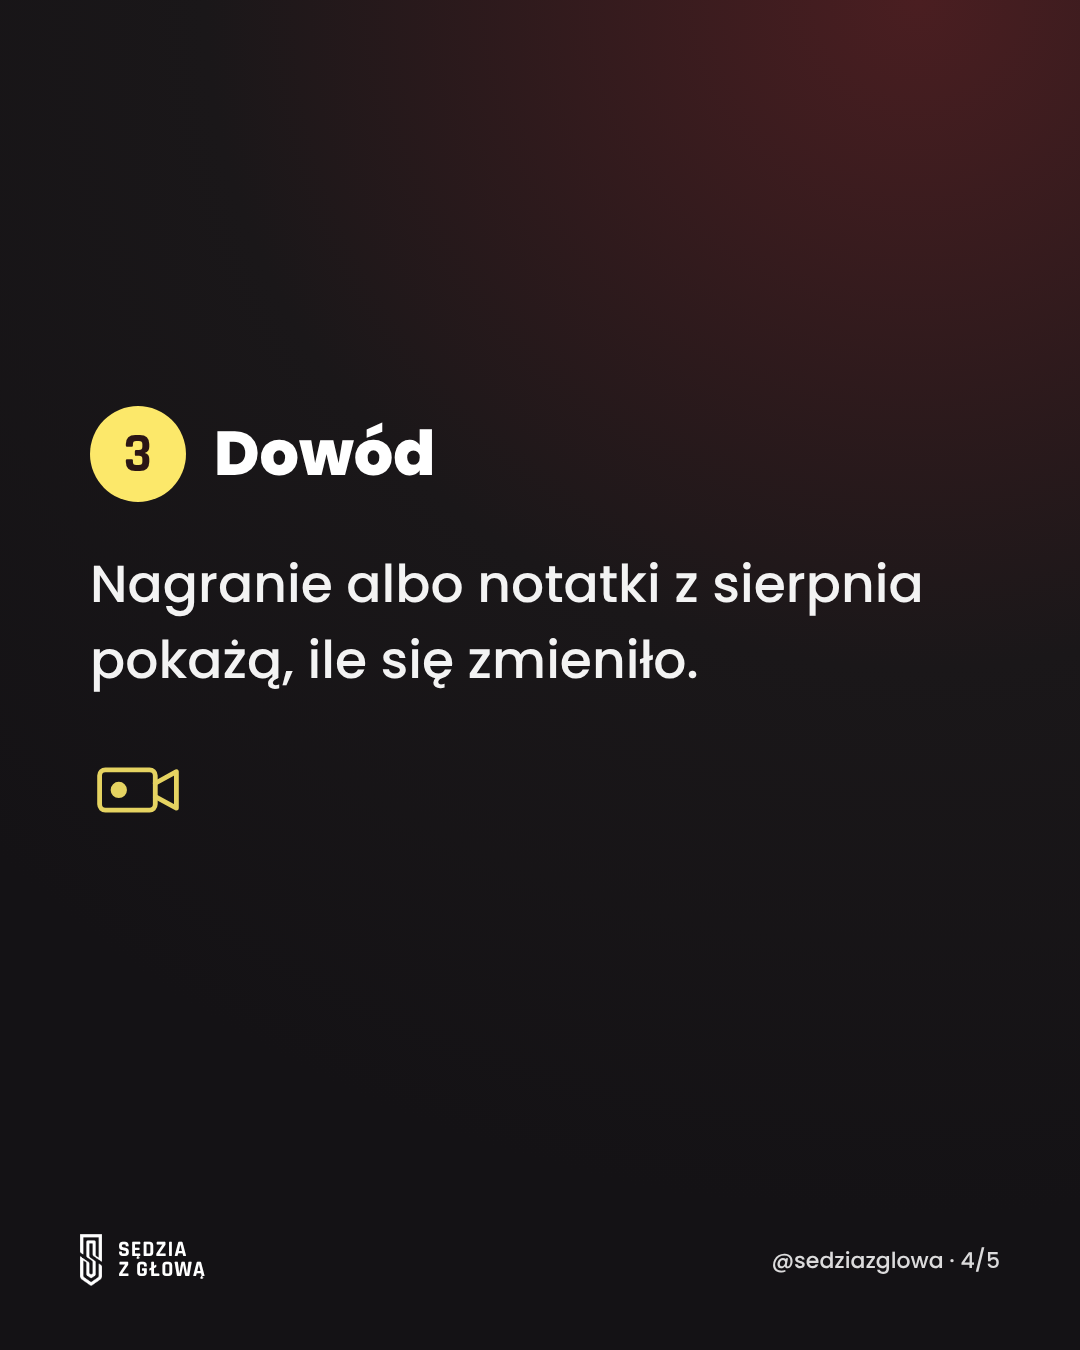 3 Dowód
Nagranie albo notatki z sierpnia
pokażą, ile się zmieniło.
SĘDZIA
Z GŁOWĄ
@sedziazglowa · 4/5